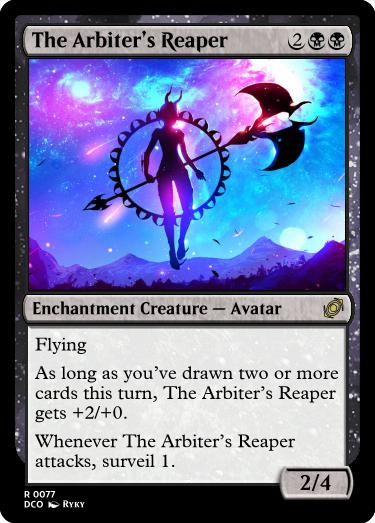 The Arbiter's Reaper 2
Enchantment Creature — Avatar
Flying
As long as you've drawn two or more
cards this turn, The Arbiter's Reaper
gets +2/+0.
Whenever The Arbiter's Reaper
attacks, surveil 1.
2/4
R 0077
DCO Ryky